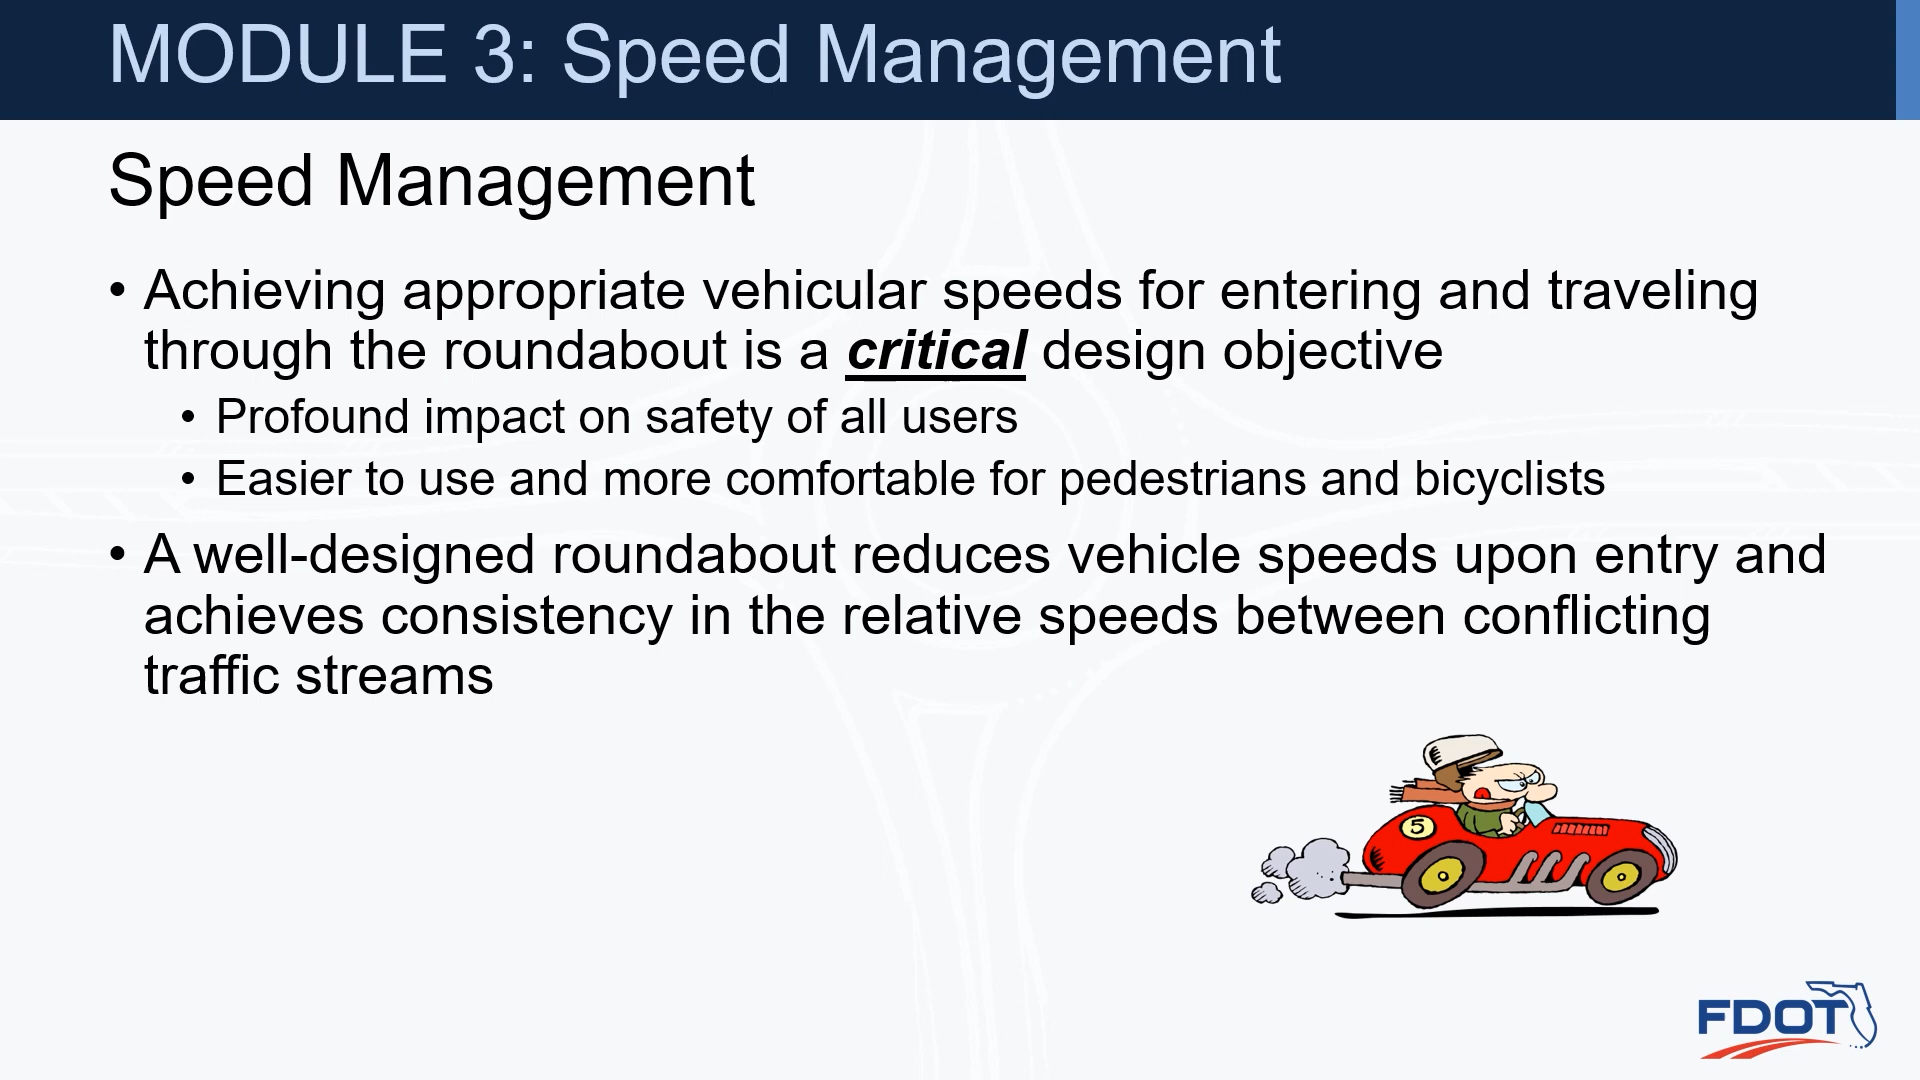 MODULE 3: Speed Management
Speed Management
• Achieving appropriate vehicular speeds for entering and traveling
through the roundabout is a critical design objective
• Profound impact on safety of all users
• Easier to use and more comfortable for pedestrians and bicyclists
• A well-designed roundabout reduces vehicle speeds upon entry and
achieves consistency in the relative speeds between conflicting
traffic streams
5
FDOT